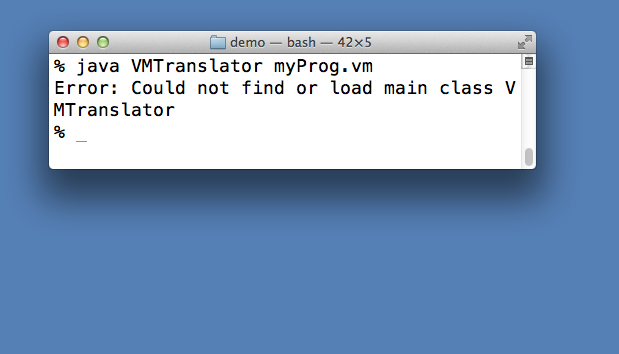 demo — bash — 42×5
% java VMTranslator myProg.vm
Error: Could not find or load main class V
MTranslator
% _